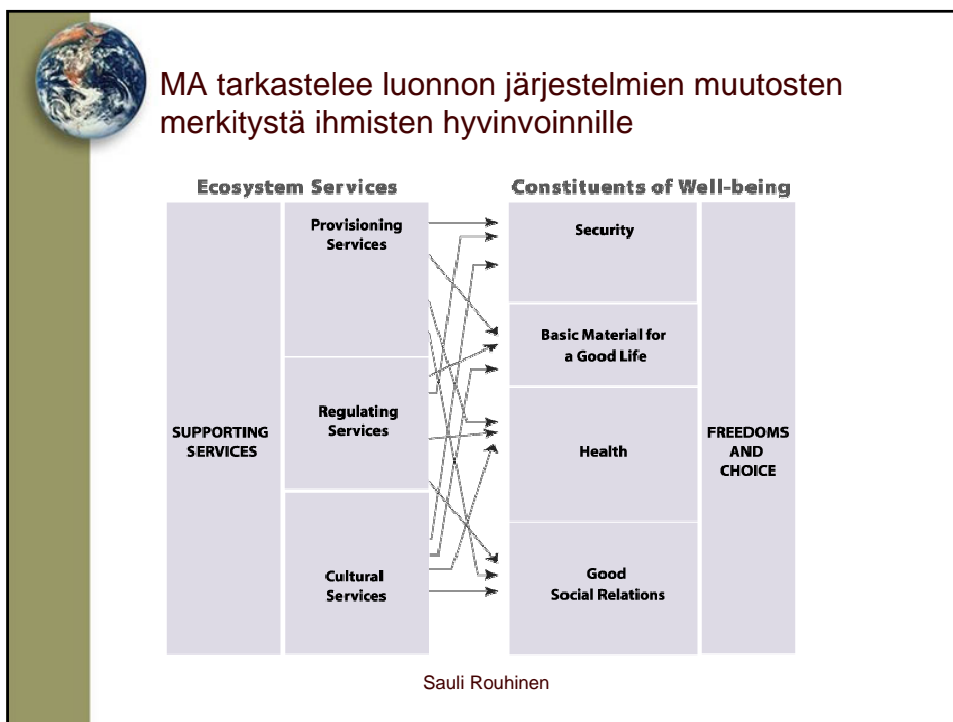 MA tarkastelee luonnon järjestelmien muutosten
merkitystä ihmisten hyvinvoinnille
Ecosystem Services
Constituents of Well-being
SUPPORTING
SERVICES
Provisioning
Services
Regulating
Services
Cultural
Services
Security
Basic Material for
a Good Life
Health
Good
Social Relations
FREEDOMS
AND
CHOICE
Sauli Rouhinen